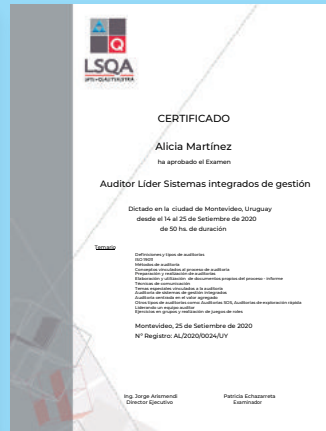 LSQA
CERTIFICADO
Alicia Martínez
ha aprobado el Examen
Auditor Líder Sistemas integrados de gestión
Dictado en la ciudad de Montevideo, Uruguay
desde el 14 al 25 de Setiembre de 2020
de 50 hs. de duración
Temario
Definiciones y tipos de auditorías
ISO 19011
Métodos de auditoría
Conceptos vinculados al proceso de auditoría
Preparación y realización de auditorías
Elaboración y utilización de documentos propios del proceso - informe
Técnicas de comunicación
Temas especiales vinculados a la auditoría
Auditoría de sistemas de gestión integrados
Auditoría centrada en el valor agregado
Otros tipos de auditorías como: Auditorías SOS, Auditorías de exploración rápida
Liderando un equipo auditor
Ejercicios en grupos y realización de juegos de roles
Montevideo, 25 de Setiembre de 2020
N° Registro: AL/2020/0024/UY
Ing. Jorge Arismendi
Director Ejecutivo
Patricia Echazarreta
Examinador